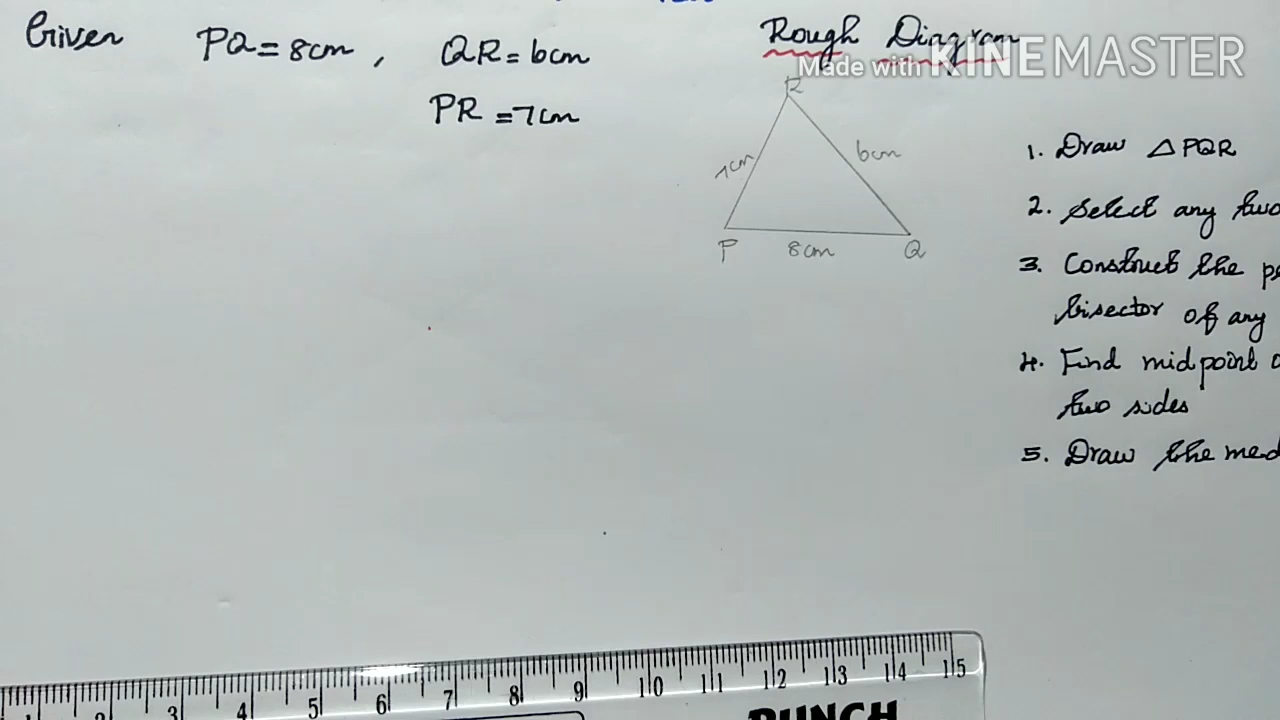 Given PQ = 8cm, QR = 6cm
PR = 7cm
Rough Diagram
Made with KINEMASTER
R
7cm
6cm
P
8cm
Q
1. Draw △PQR
2. Select any two
3. Construct the
bisector of any
4. Find midpoint
two sides
5. Draw the
1 2 3 4 5 6 7 8 9 10 11 12 13 14 15
PUNCH